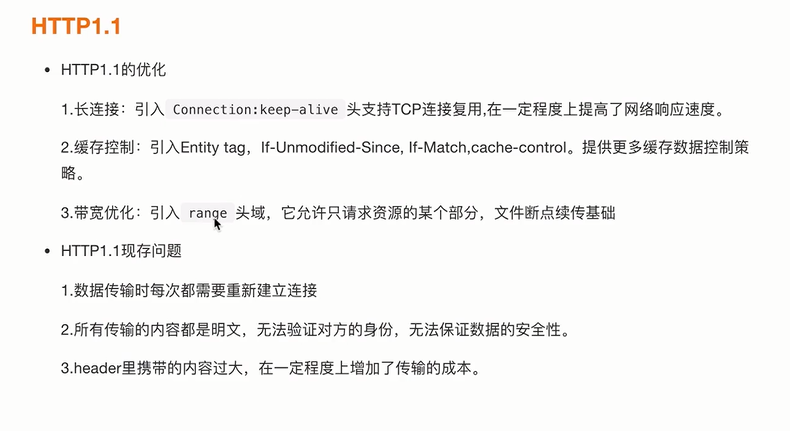 HTTP1.1
• HTTP1.1的优化
1.长连接：引入 Connection:keep-alive 头支持TCP连接复用,在一定程度上提高了网络响应速度。
2.缓存控制：引入Entity tag，If-Unmodified-Since, If-Match,cache-control。提供更多缓存数据控制策
略。
3.带宽优化：引入 range 头域，它允许只请求资源的某个部分，文件断点续传基础
• HTTP1.1现存问题
1.数据传输时每次都需要重新建立连接
2.所有传输的内容都是明文，无法验证对方的身份，无法保证数据的安全性。
3.header里携带的内容过大，在一定程度上增加了传输的成本。